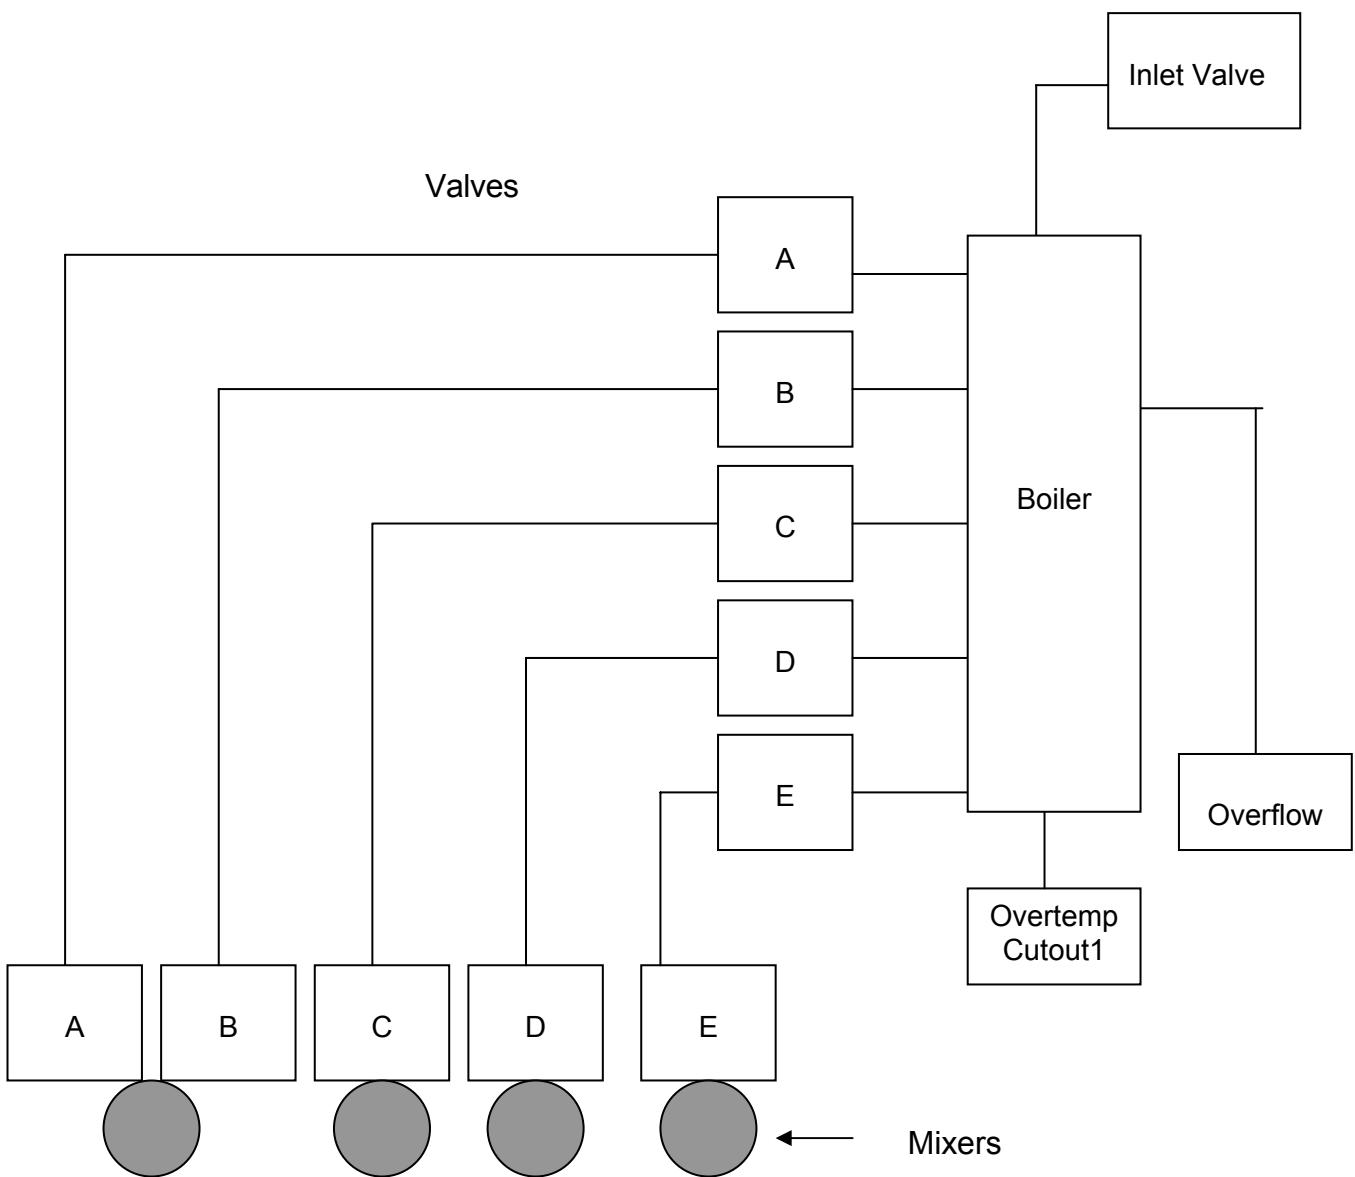 Inlet Valve
Valves
A
B
C
Boiler
D
E
Overflow
Overtemp
Cutout1
A
B
C
D
E
Mixers